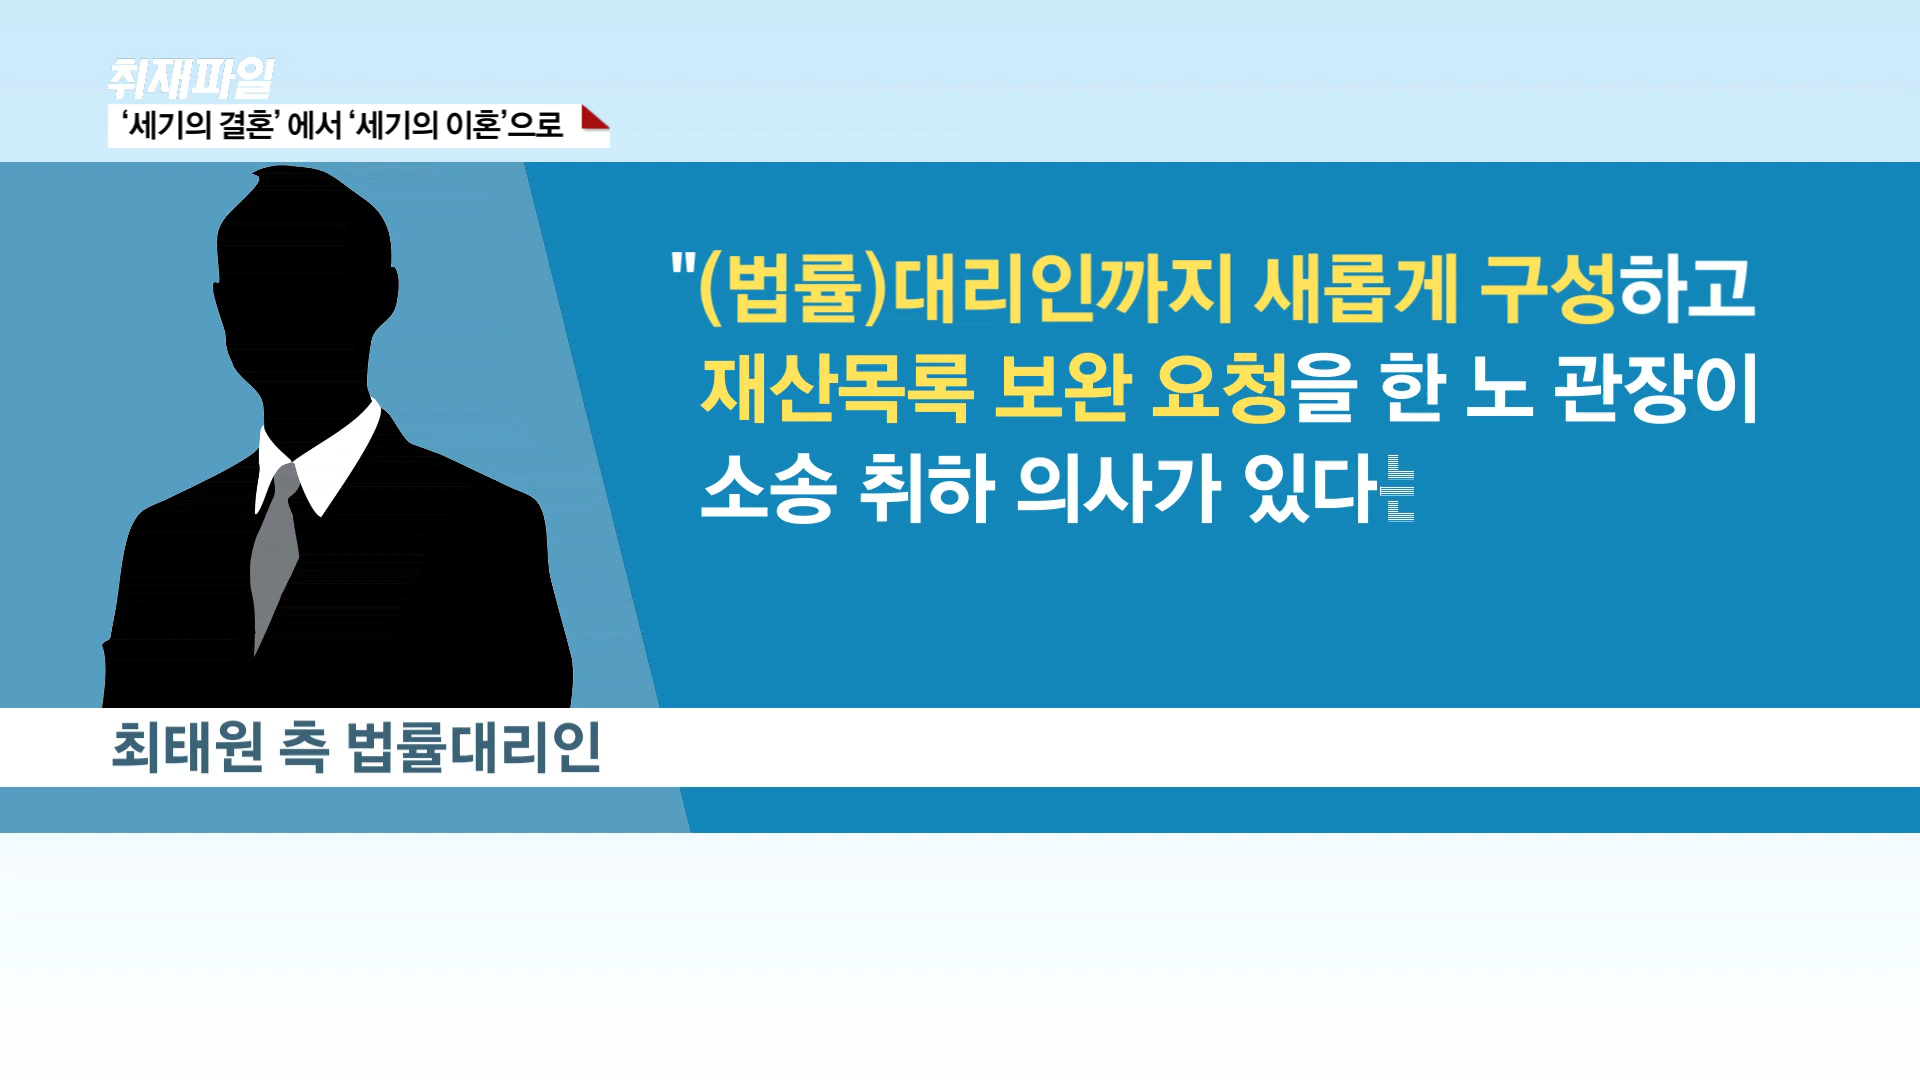 취재파일
‘세기의 결혼’ 에서 ‘세기의 이혼’으로
"(법률)대리인까지 새롭게 구성하고
재산목록 보완 요청을 한 노 관장이
소송 취하 의사가 있다는
최태원 측 법률대리인